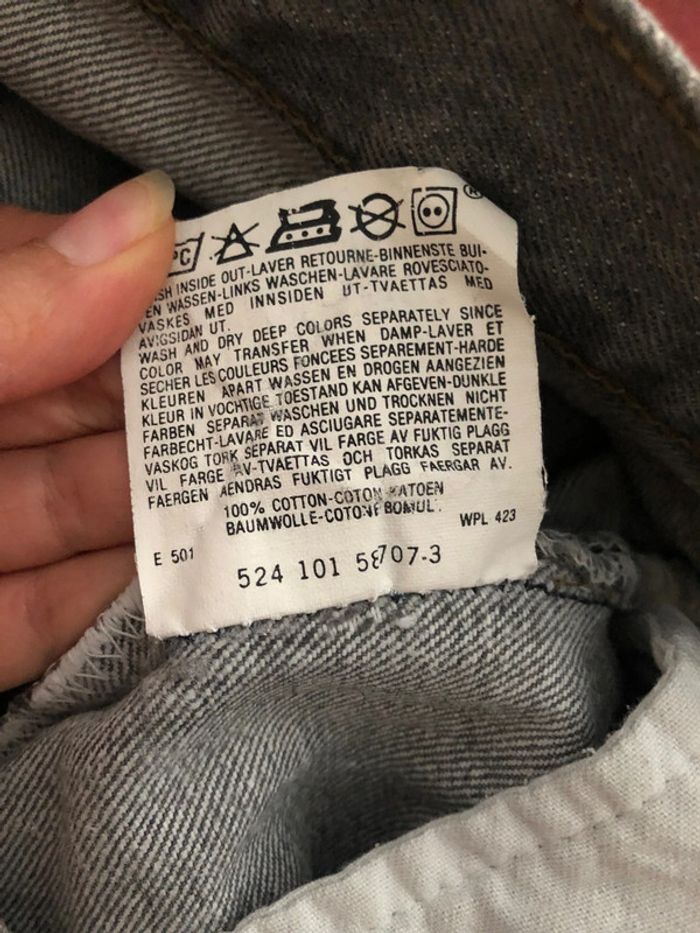 PC ®
SH INSIDE OUT-LAVER RETOURNE-BINNENSTE BUI-
EN WASSEN-LINKS WASCHEN-LAVARE ROVESCIATO-
VASKES MED INNSIDEN UT-TVAETTAS MED
AVIGSIDAN UT.
WASH AND DRY DEEP COLORS SEPARATELY SINCE
COLOR MAY TRANSFER WHEN DAMP-LAVER ET
SECHER LES COULEURS FONCEES SEPAREMENT-HARDE
KLEUREN APART WASSEN EN DROGEN AANGEZIEN
KLEUR IN VOCHTIGE TOESTAND KAN AFGEVEN-DUNKLE
FARBEN SEPARAT WASCHEN UND TROCKNEN NICHT
FARBECHT-LAVARE ED ASCIUGARE SEPARATEMENTE-
VASKOG TORK SEPARAT VIL FARGE AV FUKTIG PLAGG
VIL FARGE AV-TVAETTAS OCH TORKAS SEPARAT
FAERGEN AENDRAS FUKTIGT PLAGG FAERGAR AV.
100% COTTON-COTON-KATOEN
BAUMWOLLE-COTONE BOMUL.
E 501 WPL 423
524 101 07-3